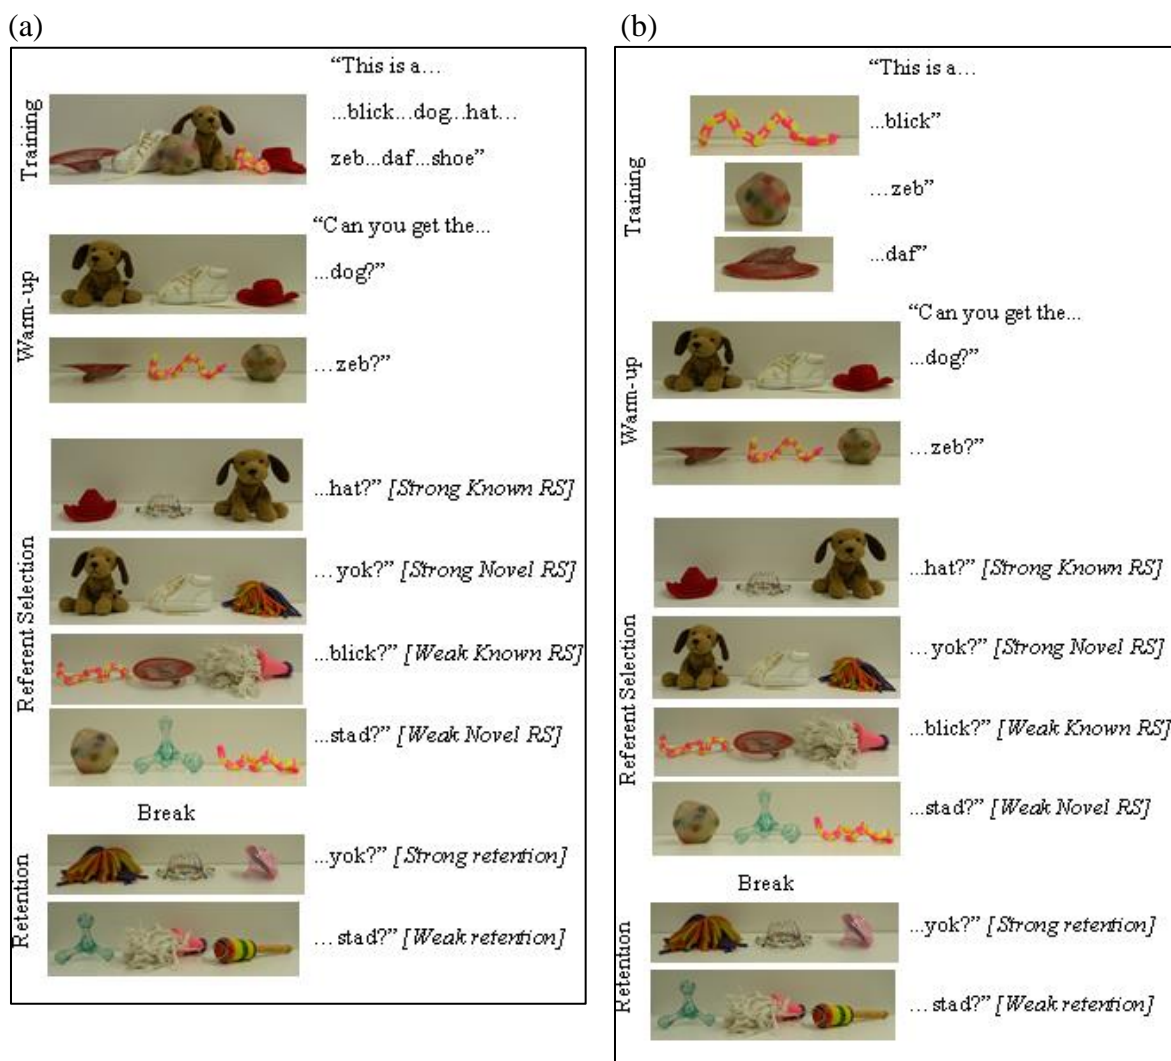 (a)
“This is a…
...blick...dog...hat…
zeb...daf...shoe”
Training
“Can you get the...
...dog?”
Warm-up
…zeb?”
...hat?” [Strong Known RS]
…yok?” [Strong Novel RS]
Referent Selection
...blick?” [Weak Known RS]
...stad?” [Weak Novel RS]
Break
...yok?” [Strong retention]
Retention
…stad?” [Weak retention]
(b)
“This is a…
...blick”
Training
…zeb”
...daf”
“Can you get the...
...dog?”
Warm-up
…zeb?”
...hat?” [Strong Known RS]
…yok?” [Strong Novel RS]
Referent Selection
...blick?” [Weak Known RS]
...stad?” [Weak Novel RS]
Break
...yok?” [Strong retention]
Retention
…stad?” [Weak retention]